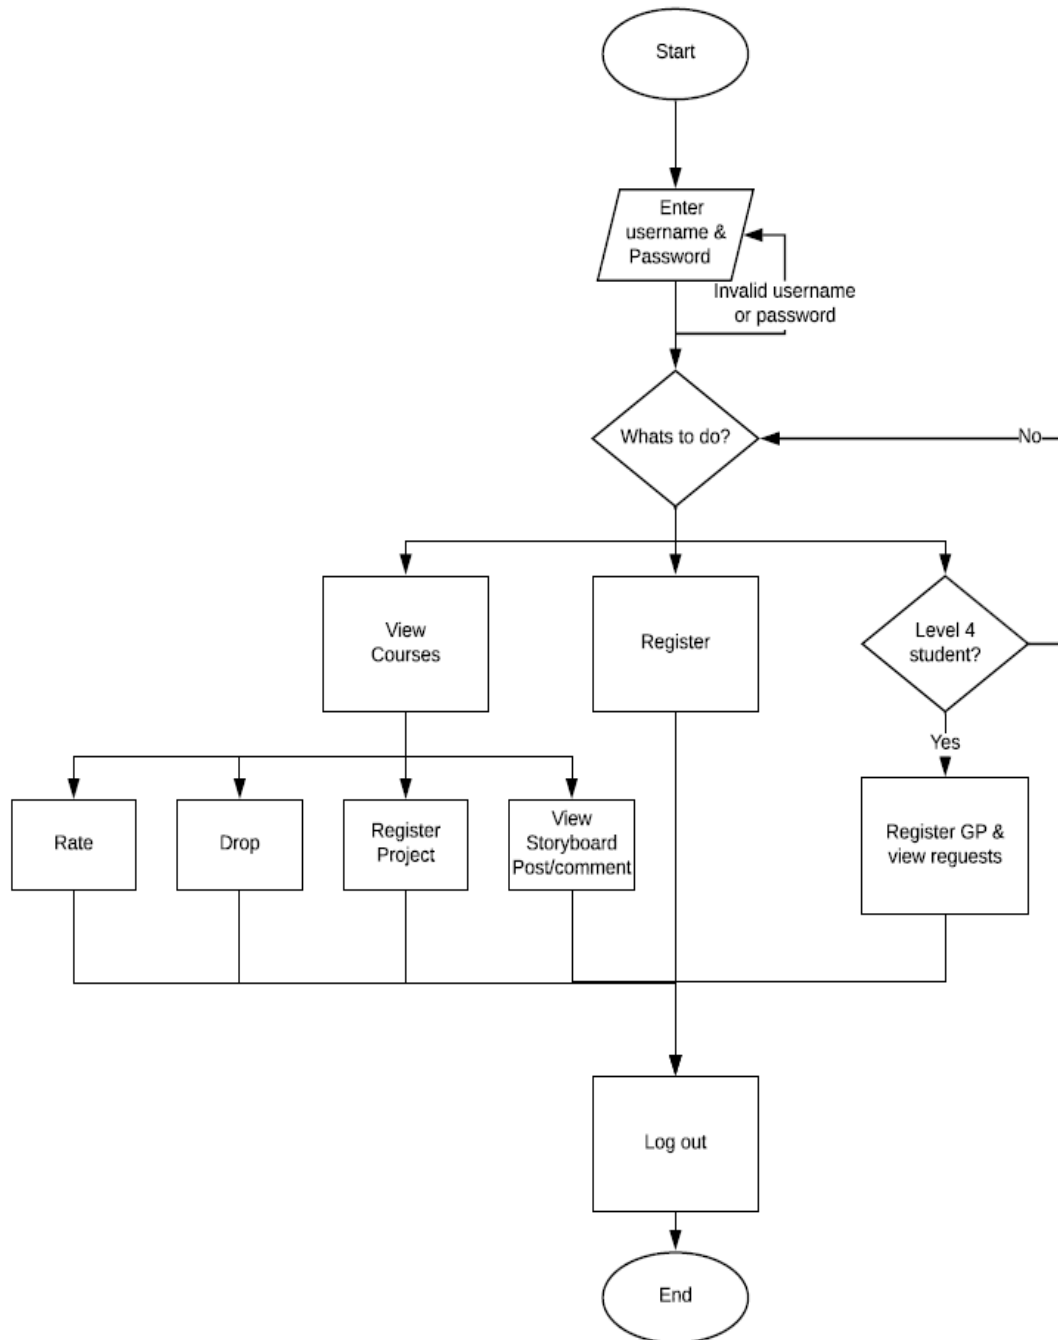 Start
Enter
username &
Password
Invalid username
or password
Whats to do?
No
View
Courses
Register
Level 4
student?
Yes
Rate
Drop
Register
Project
View
Storyboard
Post/comment
Register GP &
view reguests
Log out
End